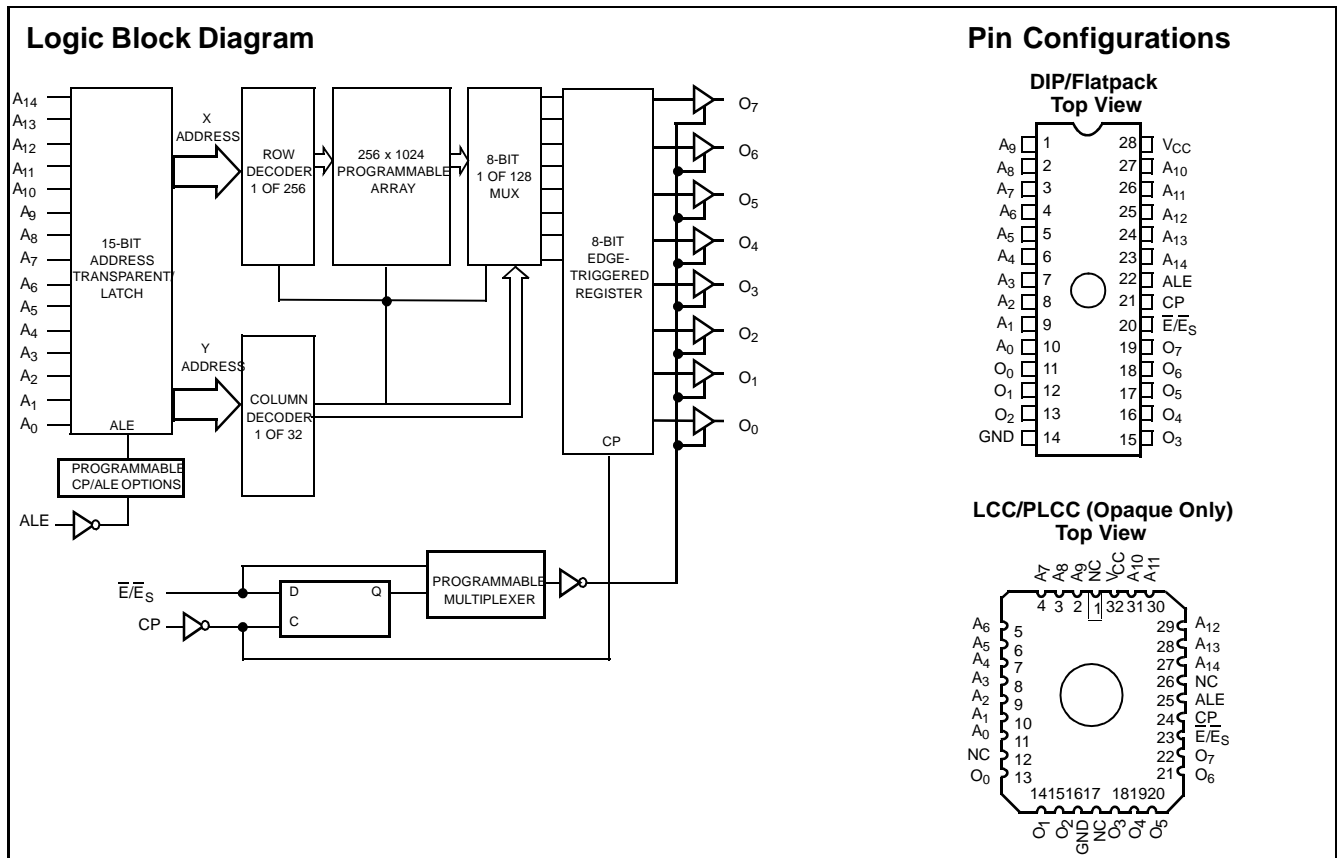 Logic Block Diagram
A14
A13
A12
A11
A10
A9
A8
A7
A6
A5
A4
A3
A2
A1
A0
15-BIT
ADDRESS
TRANSPARENT/
LATCH
ALE
PROGRAMMABLE
CP/ALE OPTIONS
ALE
X
ADDRESS
Y
ADDRESS
ROW
DECODER
1 OF 256
256 x 1024
PROGRAMMABLE
ARRAY
8-BIT
1 OF 128
MUX
COLUMN
DECODER
1 OF 32
8-BIT
EDGE-
TRIGGERED
REGISTER
CP
O7
O6
O5
O4
O3
O2
O1
O0
E̅/E̅S
CP
D Q
C
PROGRAMMABLE
MULTIPLEXER
Pin Configurations
DIP/Flatpack
Top View
A9 1 28 VCC
A8 2 27 A10
A7 3 26 A11
A6 4 25 A12
A5 5 24 A13
A4 6 23 A14
A3 7 22 ALE
A2 8 21 CP
A1 9 20 E̅/E̅S
A0 10 19 O7
O0 11 18 O6
O1 12 17 O5
O2 13 16 O4
GND 14 15 O3
LCC/PLCC (Opaque Only)
Top View
A7 A8 A9 NC VCC A10 A11
4 3 2 1 32 31 30
A6 5 29 A12
A5 6 28 A13
A4 7 27 A14
A3 8 26 NC
A2 9 25 ALE
A1 10 24 CP
A0 11 23 E̅/E̅S
NC 12 22 O7
O0 13 21 O6
14 15 16 17 18 19 20
O1 O2 GND NC O3 O4 O5